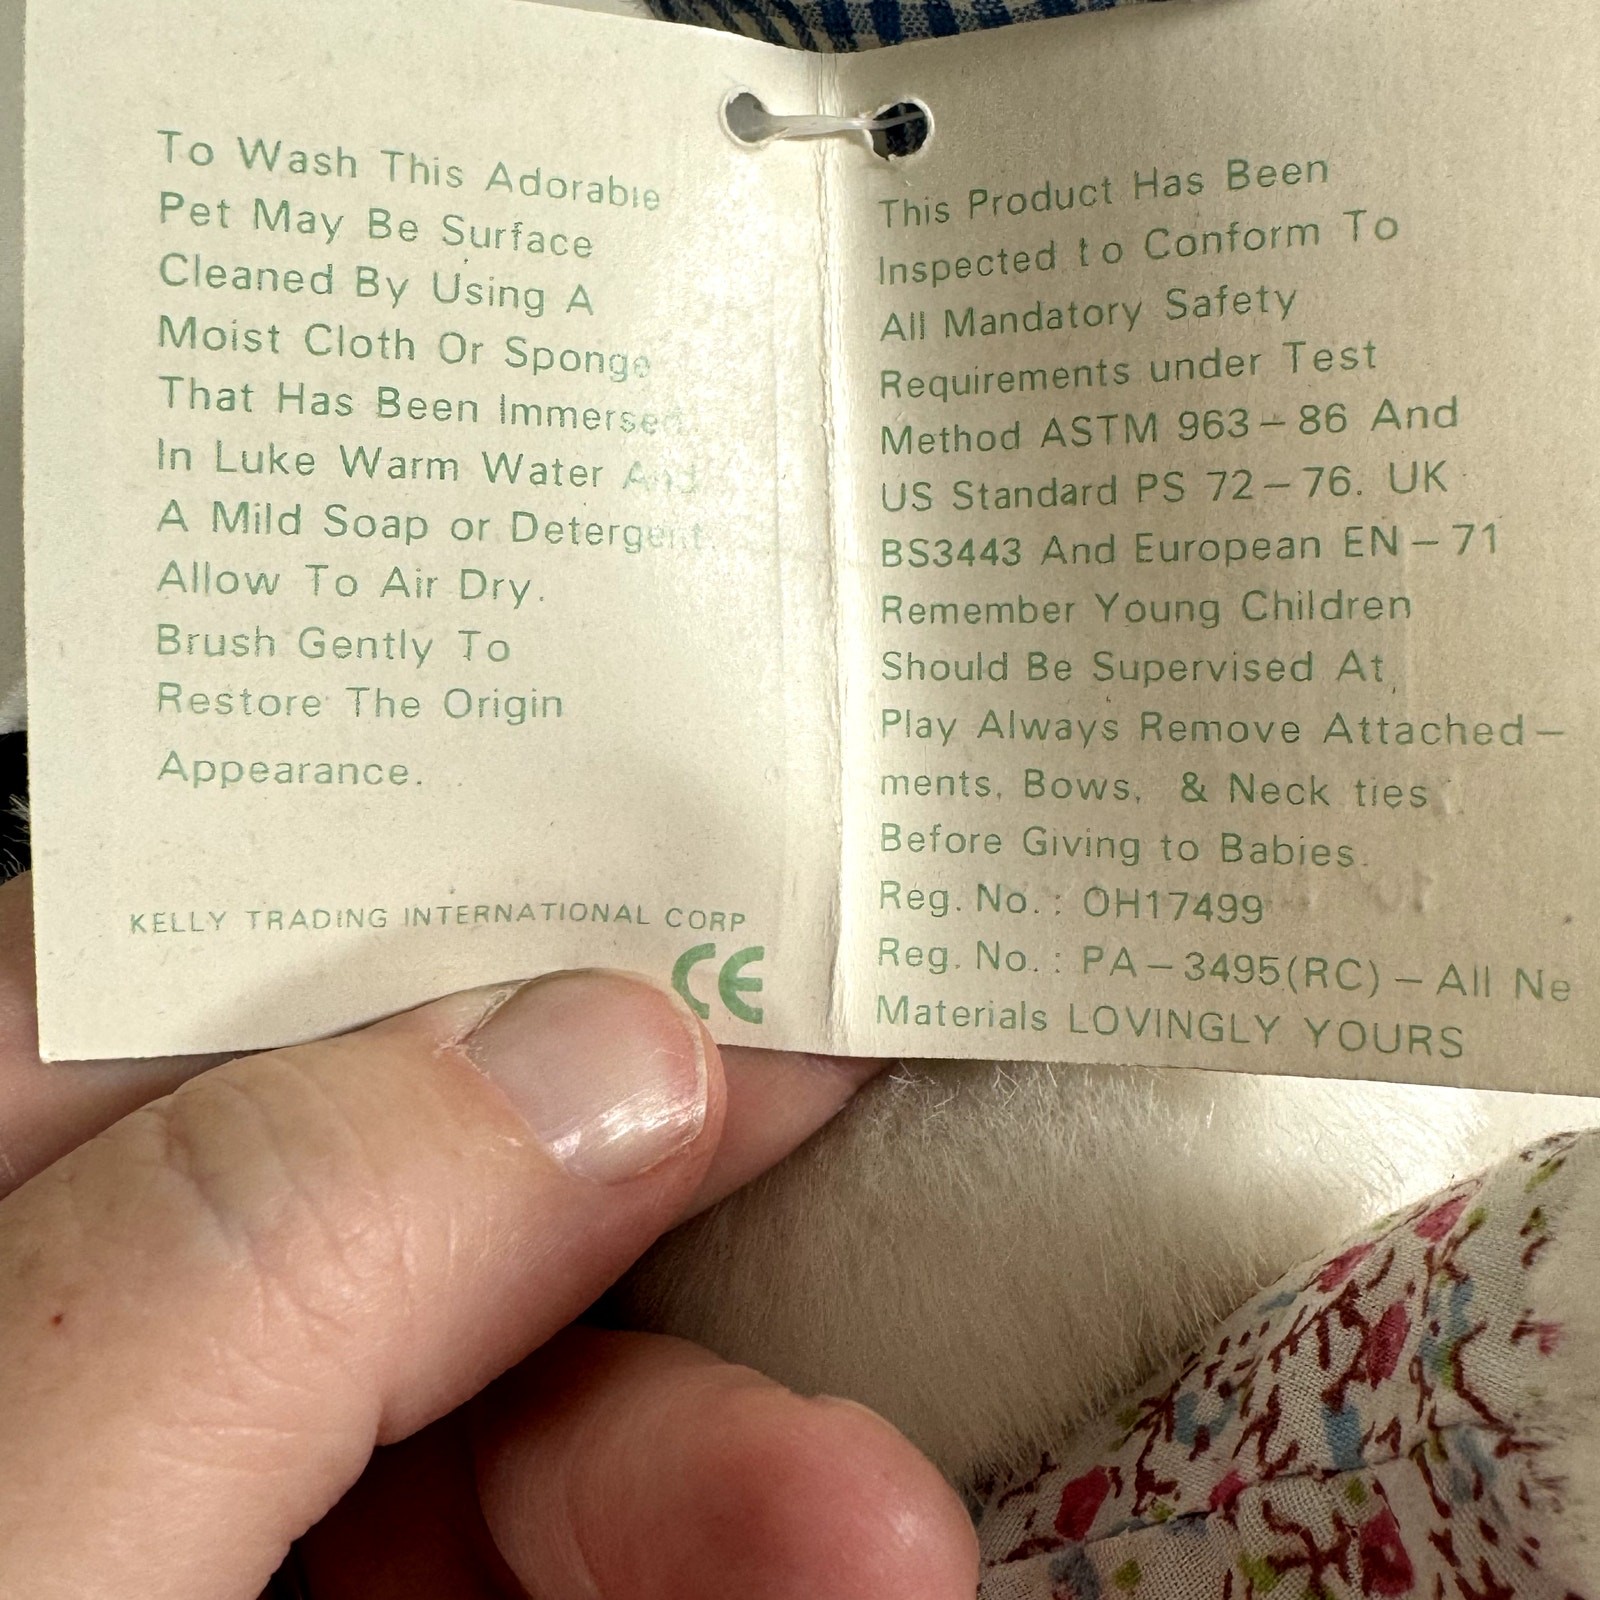 To Wash This Adorable
Pet May Be Surface
Cleaned By Using A
Moist Cloth Or Sponge
That Has Been Immersed
In Luke Warm Water And
A Mild Soap or Detergent.
Allow To Air Dry.
Brush Gently To
Restore The Origin
Appearance.
KELLY TRADING INTERNATIONAL CORP
CE
This Product Has Been
Inspected to Conform To
All Mandatory Safety
Requirements under Test
Method ASTM 963–86 And
US Standard PS 72–76. UK
BS3443 And European EN–71
Remember Young Children
Should Be Supervised At
Play Always Remove Attached–
ments, Bows, & Neck ties
Before Giving to Babies.
Reg. No.: OH17499
Reg. No.: PA–3495(RC)–All Ne
Materials LOVINGLY YOURS